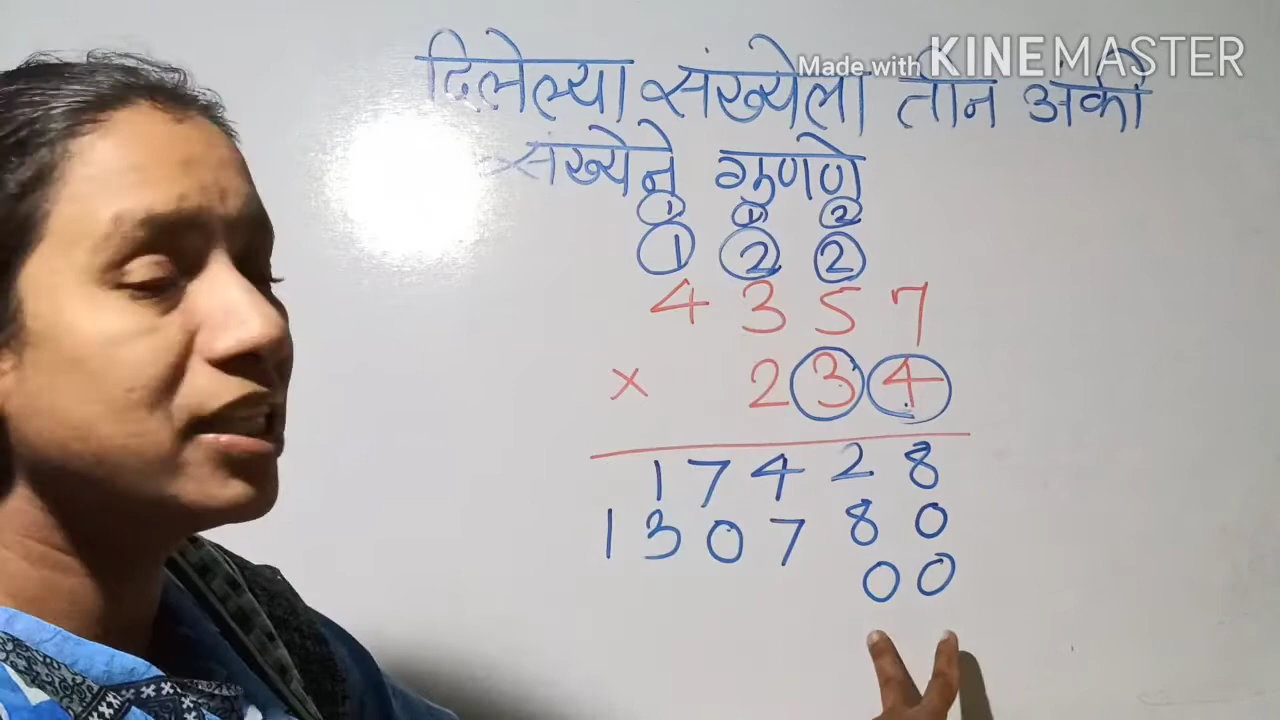 Made with KINEMASTER
दिलेल्या संख्येला तीन अंकी
संख्येने गुणणे
1 2 2
4 3 5 7
× 2 3 4
1 7 4 2 8
1 3 0 7 8 0
0 0